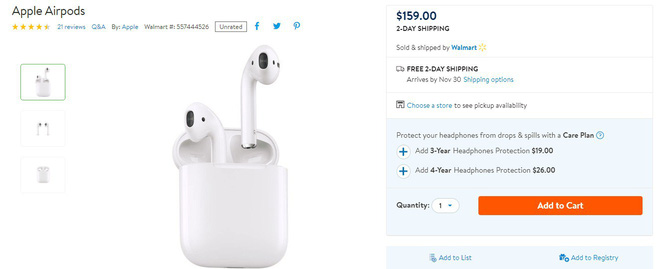 Apple Airpods
21 reviews Q&A By: Apple Walmart #: 557444526 Unrated
$159.00
2-DAY SHIPPING
Sold & shipped by Walmart
FREE 2-DAY SHIPPING
Arrives by Nov 30 Shipping options
Choose a store to see pickup availability
Protect your headphones from drops & spills with a Care Plan ?
Add 3-Year Headphones Protection $19.00
Add 4-Year Headphones Protection $26.00
Quantity: 1 Add to Cart
Add to List Add to Registry